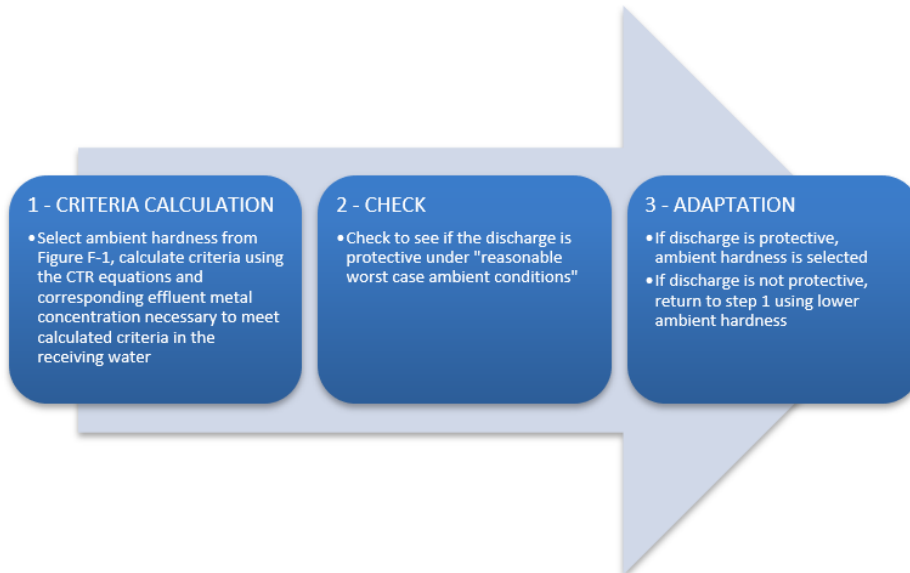 1 - CRITERIA CALCULATION
•Select ambient hardness from
Figure F-1, calculate criteria using
the CTR equations and
corresponding effluent metal
concentration necessary to meet
calculated criteria in the
receiving water
2 - CHECK
•Check to see if the discharge is
protective under "reasonable
worst case ambient conditions"
3 - ADAPTATION
•If discharge is protective,
ambient hardness is selected
•If discharge is not protective,
return to step 1 using lower
ambient hardness